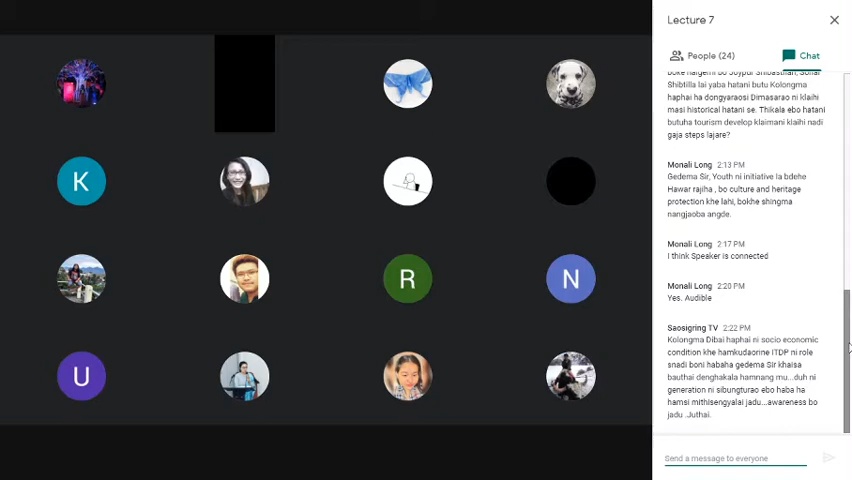 Lecture 7
People (24)
Chat
boke haigemi bo Joypur Shibastilah, Sonai
Shibtilla lai yaba hatani butu Kolongma
haphai ha dongyaraosi Dimasarao ni klaihi
masi historical hatani se. Thikala ebo hatani
butuha tourism develop klaimani klaihi nadi
gaja steps lajare?
Monali Long 2:13 PM
Gedema Sir, Youth ni initiative la bdehe
Hawar rajiha , bo culture and heritage
protection khe lahi, bokhe shingma
nangjaoba angde.
Monali Long 2:17 PM
I think Speaker is connected
Monali Long 2:20 PM
Yes. Audible
Saosigring TV 2:22 PM
Kolongma Dibai haphai ni socio economic
condition khe hamkudaorine ITDP ni role
snadi boni habaha gedema Sir khaisa
bauthai denghakala hamnang mu...duh ni
generation ni sibungturao ebo haba ha
hamsi mithisengyalai jadu...awareness bo
jadu .Juthai.
Send a message to everyone
K
R
N
U